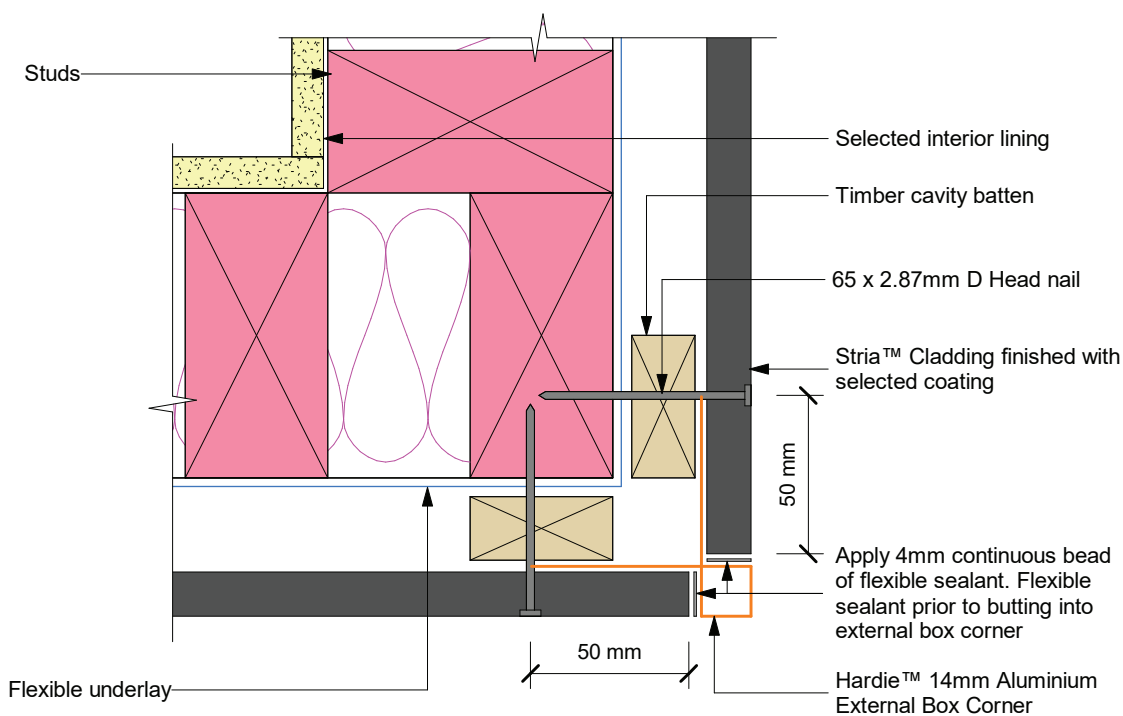 Studs
Selected interior lining
Timber cavity batten
65 x 2.87mm D Head nail
Stria™ Cladding finished with
selected coating
50 mm
Apply 4mm continuous bead
of flexible sealant. Flexible
sealant prior to butting into
external box corner
50 mm
Flexible underlay
Hardie™ 14mm Aluminium
External Box Corner